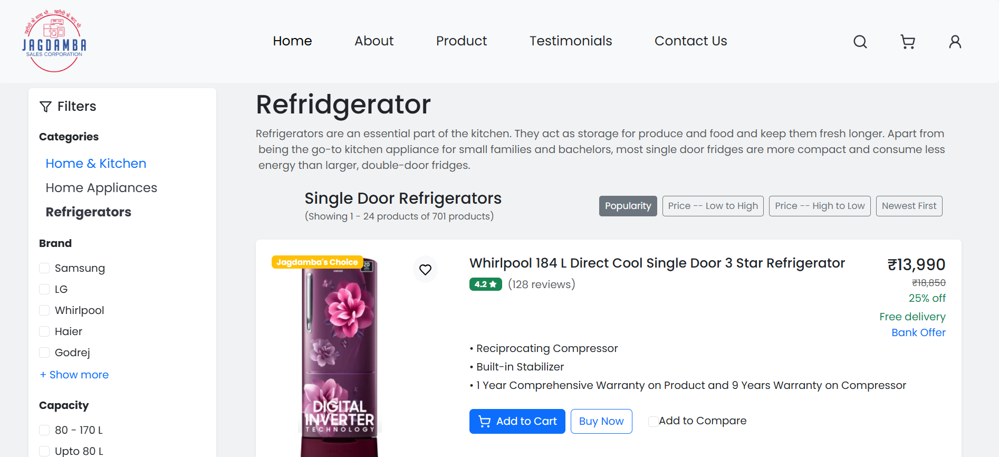 खरीदी के साथ भी... खरीदी के बाद भी
JAGDAMBA
SALES CORPORATION
Home
About
Product
Testimonials
Contact Us
Filters
Categories
Home & Kitchen
Home Appliances
Refrigerators
Brand
Samsung
LG
Whirlpool
Haier
Godrej
+ Show more
Capacity
80 - 170 L
Upto 80 L
Refridgerator
Refrigerators are an essential part of the kitchen. They act as storage for produce and food and keep them fresh longer. Apart from
being the go-to kitchen appliance for small families and bachelors, most single door fridges are more compact and consume less
energy than larger, double-door fridges.
Single Door Refrigerators
(Showing 1 - 24 products of 701 products)
Popularity
Price -- Low to High
Price -- High to Low
Newest First
Jagdamba's Choice
20
SAMSUNG
DIGITAL
INVERTER
TECHNOLOGY
Whirlpool 184 L Direct Cool Single Door 3 Star Refrigerator
4.2 ★ (128 reviews)
₹13,990
₹18,850
25% off
Free delivery
Bank Offer
• Reciprocating Compressor
• Built-in Stabilizer
• 1 Year Comprehensive Warranty on Product and 9 Years Warranty on Compressor
Add to Cart
Buy Now
Add to Compare